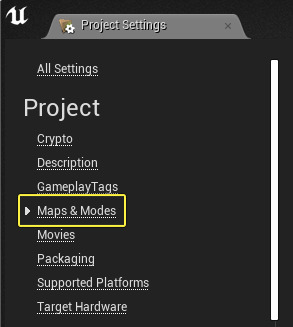 Project Settings
All Settings
Project
Crypto
Description
GameplayTags
Maps & Modes
Movies
Packaging
Supported Platforms
Target Hardware